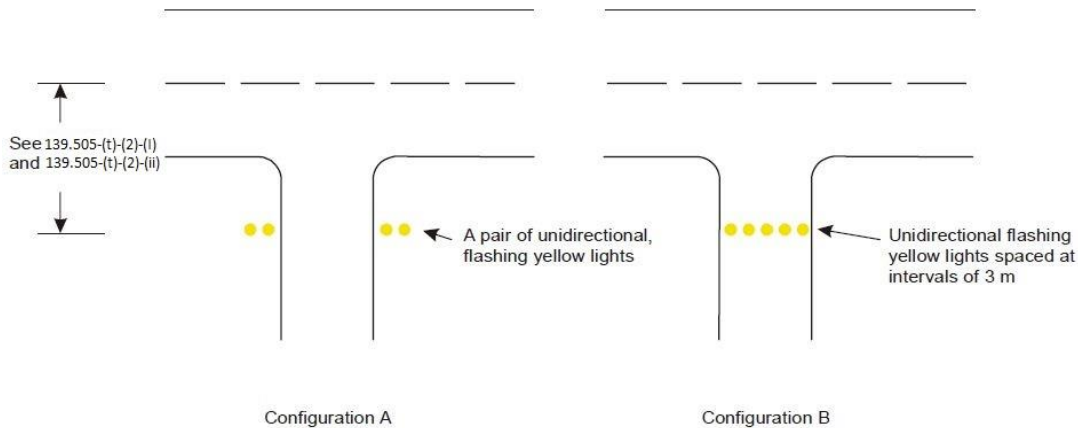 See 139.505-(t)-(2)-(I)
and 139.505-(t)-(2)-(ii)
A pair of unidirectional,
flashing yellow lights
Unidirectional flashing
yellow lights spaced at
intervals of 3 m
Configuration A
Configuration B